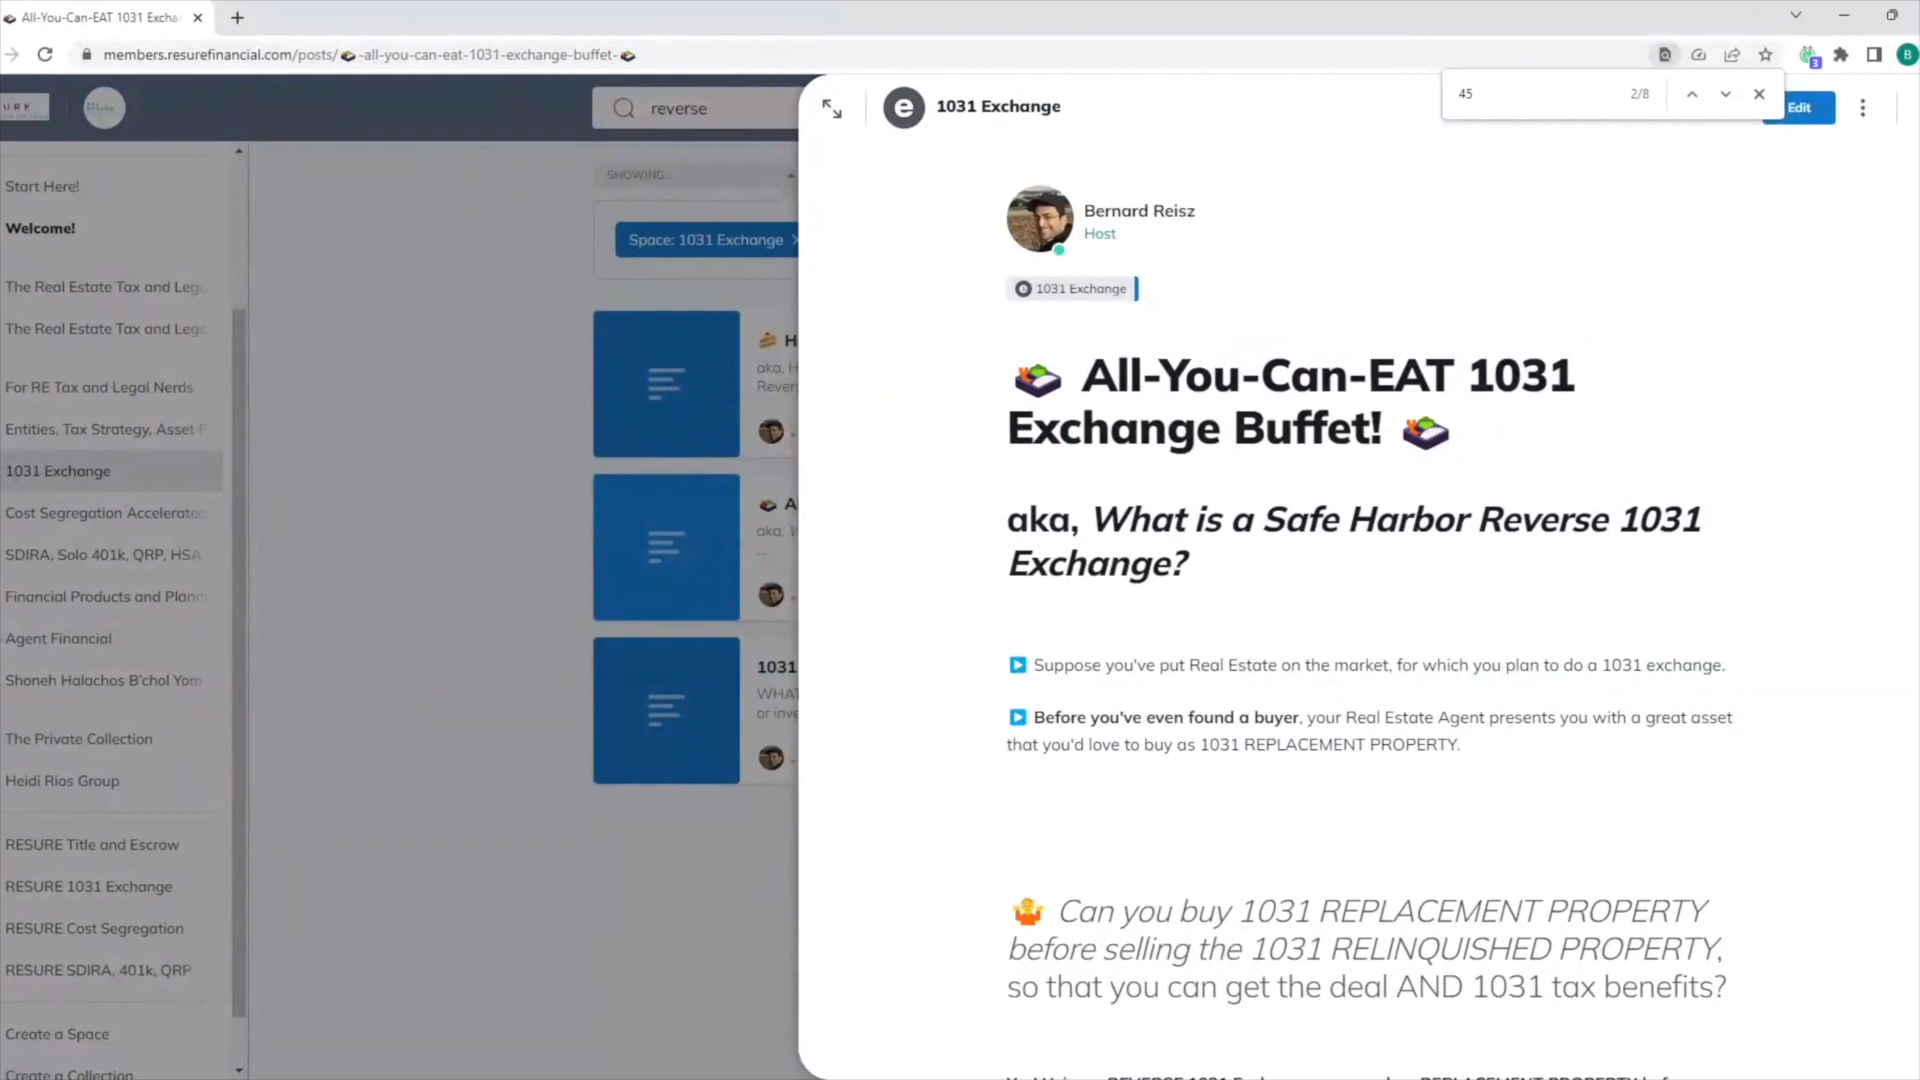 All-You-Can-EAT 1031 Excha
members.resurefinancial.com/posts/🍱-all-you-can-eat-1031-exchange-buffet-🍱
3
B
45
2/8
URE
reverse
1031 Exchange
Edit
Start Here!
Welcome!
The Real Estate Tax and Lega
The Real Estate Tax and Lega
For RE Tax and Legal Nerds
Entities, Tax Strategy, Asset P
1031 Exchange
Cost Segregation Accelerated
SDIRA, Solo 401k, QRP, HSA
Financial Products and Plann
Agent Financial
Shoneh Halachos B'chol Yom
The Private Collection
Heidi Rios Group
RESURE Title and Escrow
RESURE 1031 Exchange
RESURE Cost Segregation
RESURE SDIRA, 401k, QRP
Create a Space
Create a Collection
SHOWING...
Space: 1031 Exchange
🍰 H
aka, H
Rever
🍱 A
aka, W
...
1031
WHAT
or inve
Bernard Reisz
Host
1031 Exchange
🍱 All-You-Can-EAT 1031
Exchange Buffet! 🍱
aka, What is a Safe Harbor Reverse 1031
Exchange?
▶️ Suppose you've put Real Estate on the market, for which you plan to do a 1031 exchange.
▶️ Before you've even found a buyer, your Real Estate Agent presents you with a great asset
that you'd love to buy as 1031 REPLACEMENT PROPERTY.
🤷 Can you buy 1031 REPLACEMENT PROPERTY
before selling the 1031 RELINQUISHED PROPERTY,
so that you can get the deal AND 1031 tax benefits?